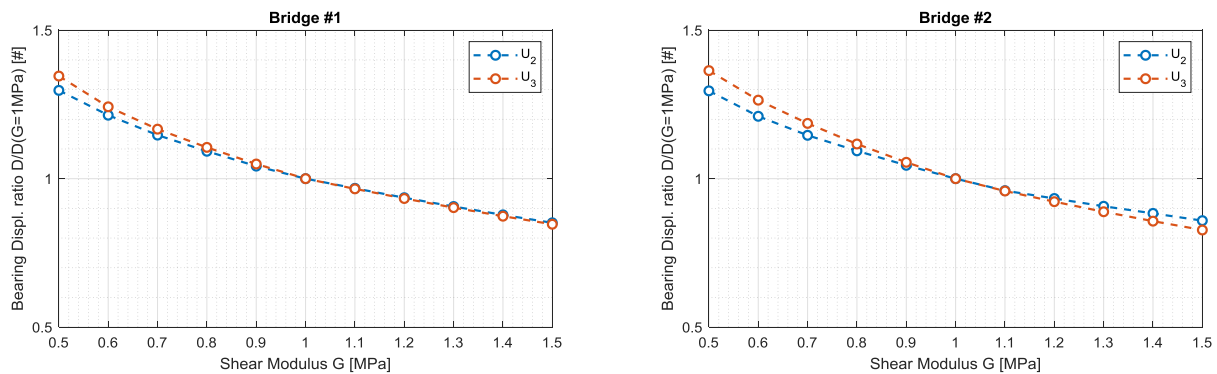 Bridge #1
Bearing Displ. ratio D/D(G=1MPa) [#]
1.5
1
0.5
U2
U3
0.5 0.6 0.7 0.8 0.9 1 1.1 1.2 1.3 1.4 1.5
Shear Modulus G [MPa]
Bridge #2
Bearing Displ. ratio D/D(G=1MPa) [#]
1.5
1
0.5
U2
U3
0.5 0.6 0.7 0.8 0.9 1 1.1 1.2 1.3 1.4 1.5
Shear Modulus G [MPa]